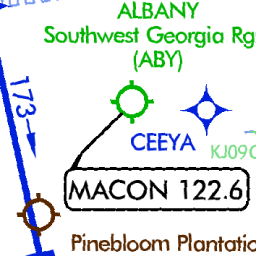 ALBANY
Southwest Georgia Rg
(ABY)
173
CEEYA
KJ09
MACON 122.6
Pinebloom Plantatio